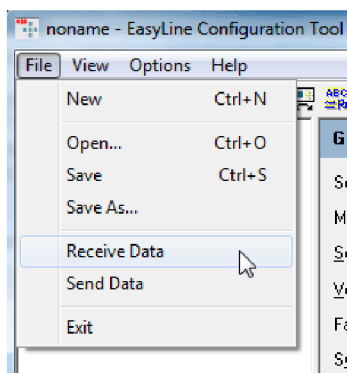 noname - EasyLine Configuration Tool
File View Options Help
New Ctrl+N
Open... Ctrl+O
Save Ctrl+S
Save As...
Receive Data
Send Data
Exit